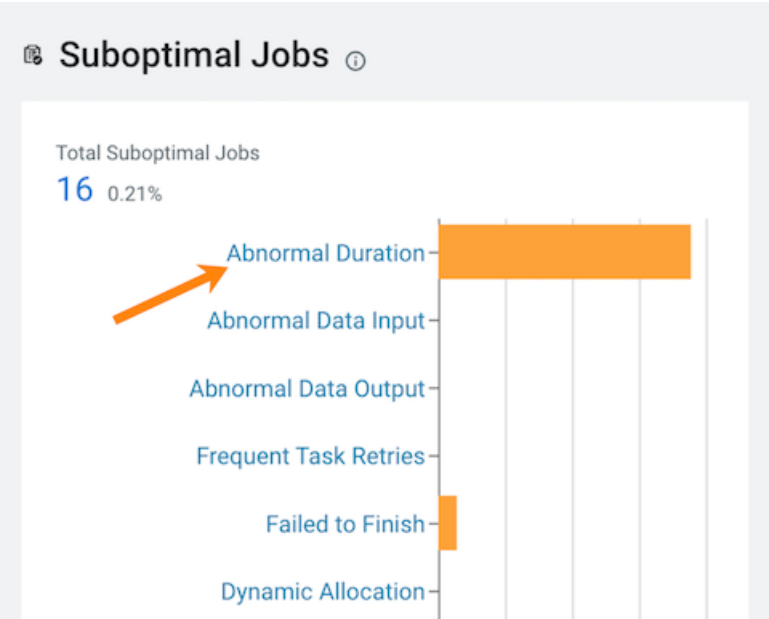 Suboptimal Jobs
Total Suboptimal Jobs
16 0.21%
Abnormal Duration
Abnormal Data Input
Abnormal Data Output
Frequent Task Retries
Failed to Finish
Dynamic Allocation